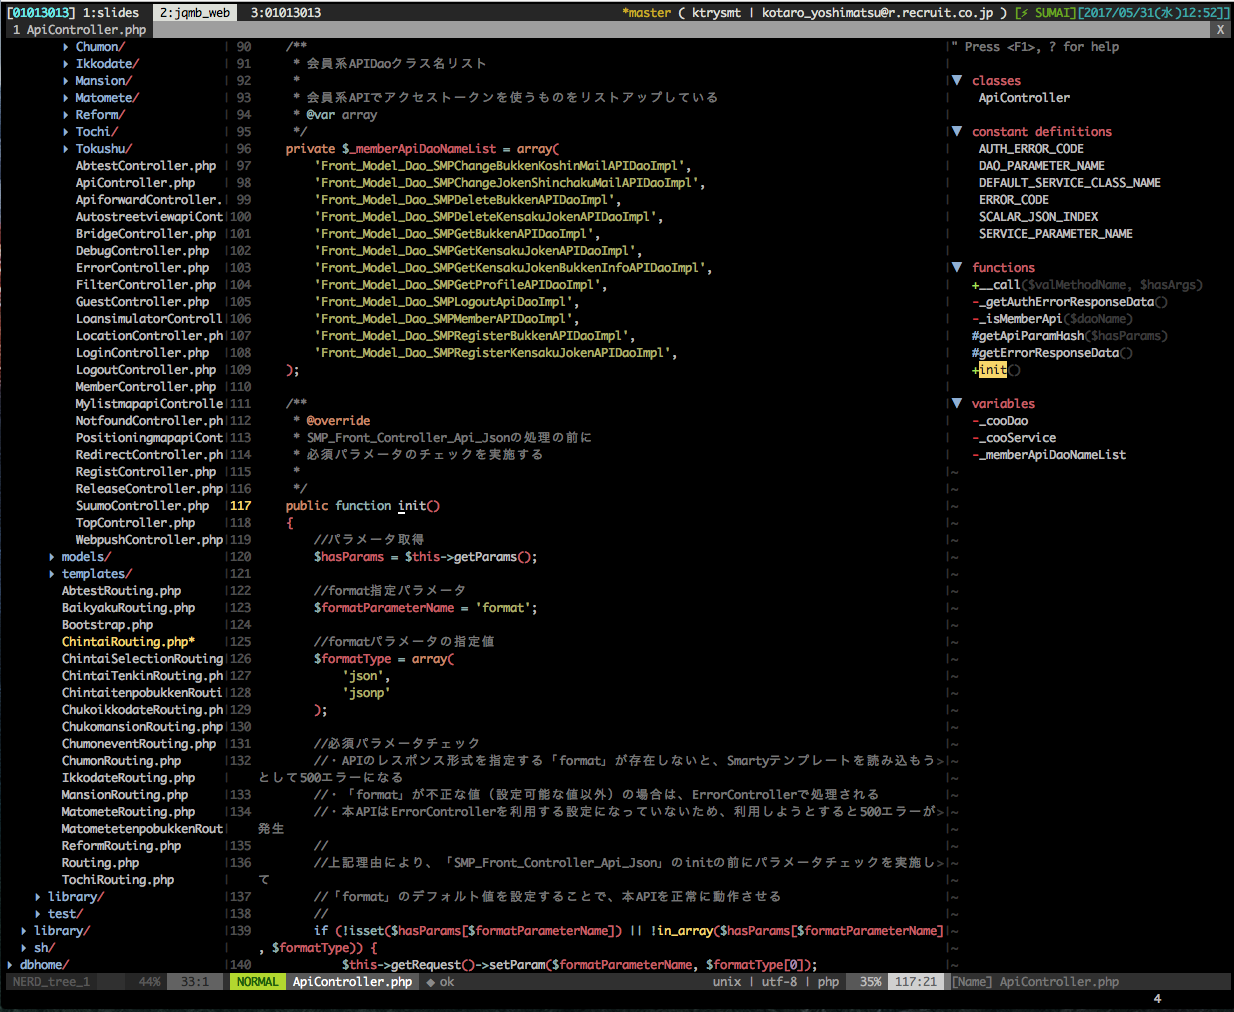 [01013013] 1:slides 2:jqmb_web 3:01013013 *master ( ktrysmt | kotaro_yoshimatsu@r.recruit.co.jp ) [⚡ SUMAI][2017/05/31(水)12:52]]
1 ApiController.php X
▸ Chumon/
▸ Ikkodate/
▸ Mansion/
▸ Matomete/
▸ Reform/
▸ Tochi/
▸ Tokushu/
AbtestController.php
ApiController.php
ApiforwardController.
AutostreetviewapiCont
BridgeController.php
DebugController.php
ErrorController.php
FilterController.php
GuestController.php
LoansimulatorControll
LocationController.ph
LoginController.php
LogoutController.php
MemberController.php
MylistmapapiControlle
NotfoundController.ph
PositioningmapapiCont
RedirectController.ph
RegistController.php
ReleaseController.php
SuumoController.php
TopController.php
WebpushController.php
▸ models/
▸ templates/
AbtestRouting.php
BaikyakuRouting.php
Bootstrap.php
ChintaiRouting.php*
ChintaiSelectionRouting
ChintaiTenkinRouting.ph
ChintaitenpobukkenRouti
ChukoikkodateRouting.ph
ChukomansionRouting.php
ChumoneventRouting.php
ChumonRouting.php
IkkodateRouting.php
MansionRouting.php
MatometeRouting.php
MatometetenpobukkenRout
ReformRouting.php
Routing.php
TochiRouting.php
▸ library/
▸ test/
▸ library/
▸ sh/
▸ dbhome/
90 /**
91 * 会員系APIDaoクラス名リスト
92 *
93 * 会員系APIでアクセストークンを使うものをリストアップしている
94 * @var array
95 */
96 private $_memberApiDaoNameList = array(
97 'Front_Model_Dao_SMPChangeBukkenKoshinMailAPIDaoImpl',
98 'Front_Model_Dao_SMPChangeJokenShinchakuMailAPIDaoImpl',
99 'Front_Model_Dao_SMPDeleteBukkenAPIDaoImpl',
100 'Front_Model_Dao_SMPDeleteKensakuJokenAPIDaoImpl',
101 'Front_Model_Dao_SMPGetBukkenAPIDaoImpl',
102 'Front_Model_Dao_SMPGetKensakuJokenAPIDaoImpl',
103 'Front_Model_Dao_SMPGetKensakuJokenBukkenInfoAPIDaoImpl',
104 'Front_Model_Dao_SMPGetProfileAPIDaoImpl',
105 'Front_Model_Dao_SMPLogoutApiDaoImpl',
106 'Front_Model_Dao_SMPMemberAPIDaoImpl',
107 'Front_Model_Dao_SMPRegisterBukkenAPIDaoImpl',
108 'Front_Model_Dao_SMPRegisterKensakuJokenAPIDaoImpl',
109 );
110
111 /**
112 * @override
113 * SMP_Front_Controller_Api_Jsonの処理の前に
114 * 必須パラメータのチェックを実施する
115 *
116 */
117 public function init()
118 {
119 //パラメータ取得
120 $hasParams = $this->getParams();
121
122 //format指定パラメータ
123 $formatParameterName = 'format';
124
125 //formatパラメータの指定値
126 $formatType = array(
127 'json',
128 'jsonp'
129 );
130
131 //必須パラメータチェック
132 //・APIのレスポンス形式を指定する「format」が存在しないと、Smartyテンプレートを読み込もう>
として500エラーになる
133 //・「format」が不正な値（設定可能な値以外）の場合は、ErrorControllerで処理される
134 //・本APIはErrorControllerを利用する設定になっていないため、利用しようとすると500エラーが>
発生
135 //
136 //上記理由により、「SMP_Front_Controller_Api_Json」のinitの前にパラメータチェックを実施し>
て
137 //「format」のデフォルト値を設定することで、本APIを正常に動作させる
138 //
139 if (!isset($hasParams[$formatParameterName]) || !in_array($hasParams[$formatParameterName]
, $formatType)) {
140 $this->getRequest()->setParam($formatParameterName, $formatType[0]);
" Press <F1>, ? for help
▼ classes
ApiController
▼ constant definitions
AUTH_ERROR_CODE
DAO_PARAMETER_NAME
DEFAULT_SERVICE_CLASS_NAME
ERROR_CODE
SCALAR_JSON_INDEX
SERVICE_PARAMETER_NAME
▼ functions
+__call($valMethodName, $hasArgs)
-_getAuthErrorResponseData()
-_isMemberApi($daoName)
#getApiParamHash($hasParams)
#getErrorResponseData()
+init()
▼ variables
-_cooDao
-_cooService
-_memberApiDaoNameList
NERD_tree_1 44% 33:1 NORMAL ApiController.php ◆ ok unix | utf-8 | php 35% 117:21 [Name] ApiController.php
4